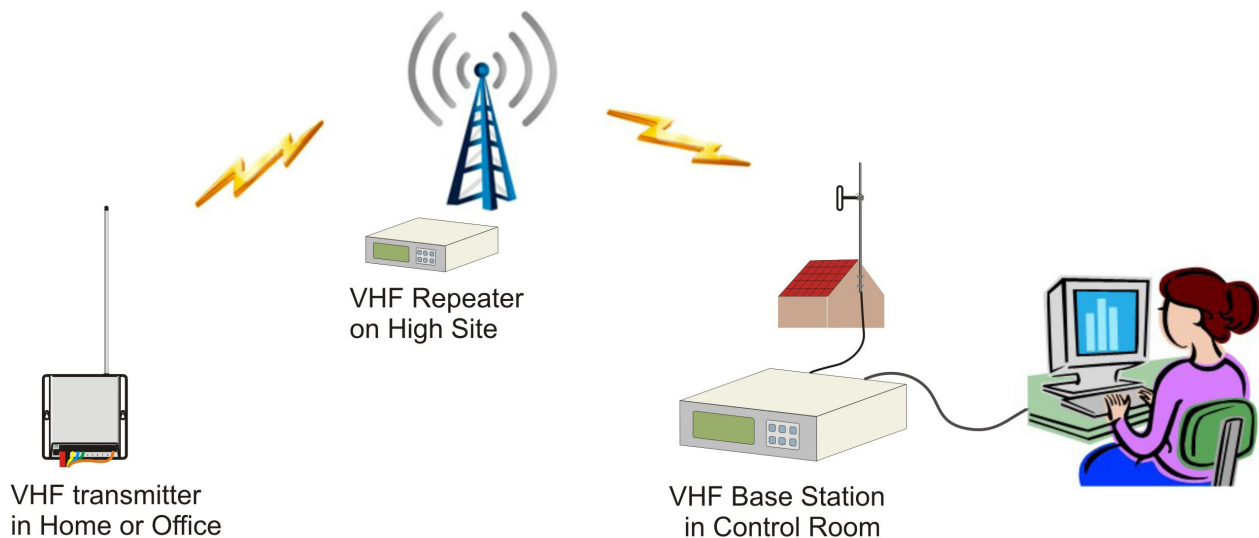 VHF Repeater
on High Site
VHF transmitter
in Home or Office
VHF Base Station
in Control Room